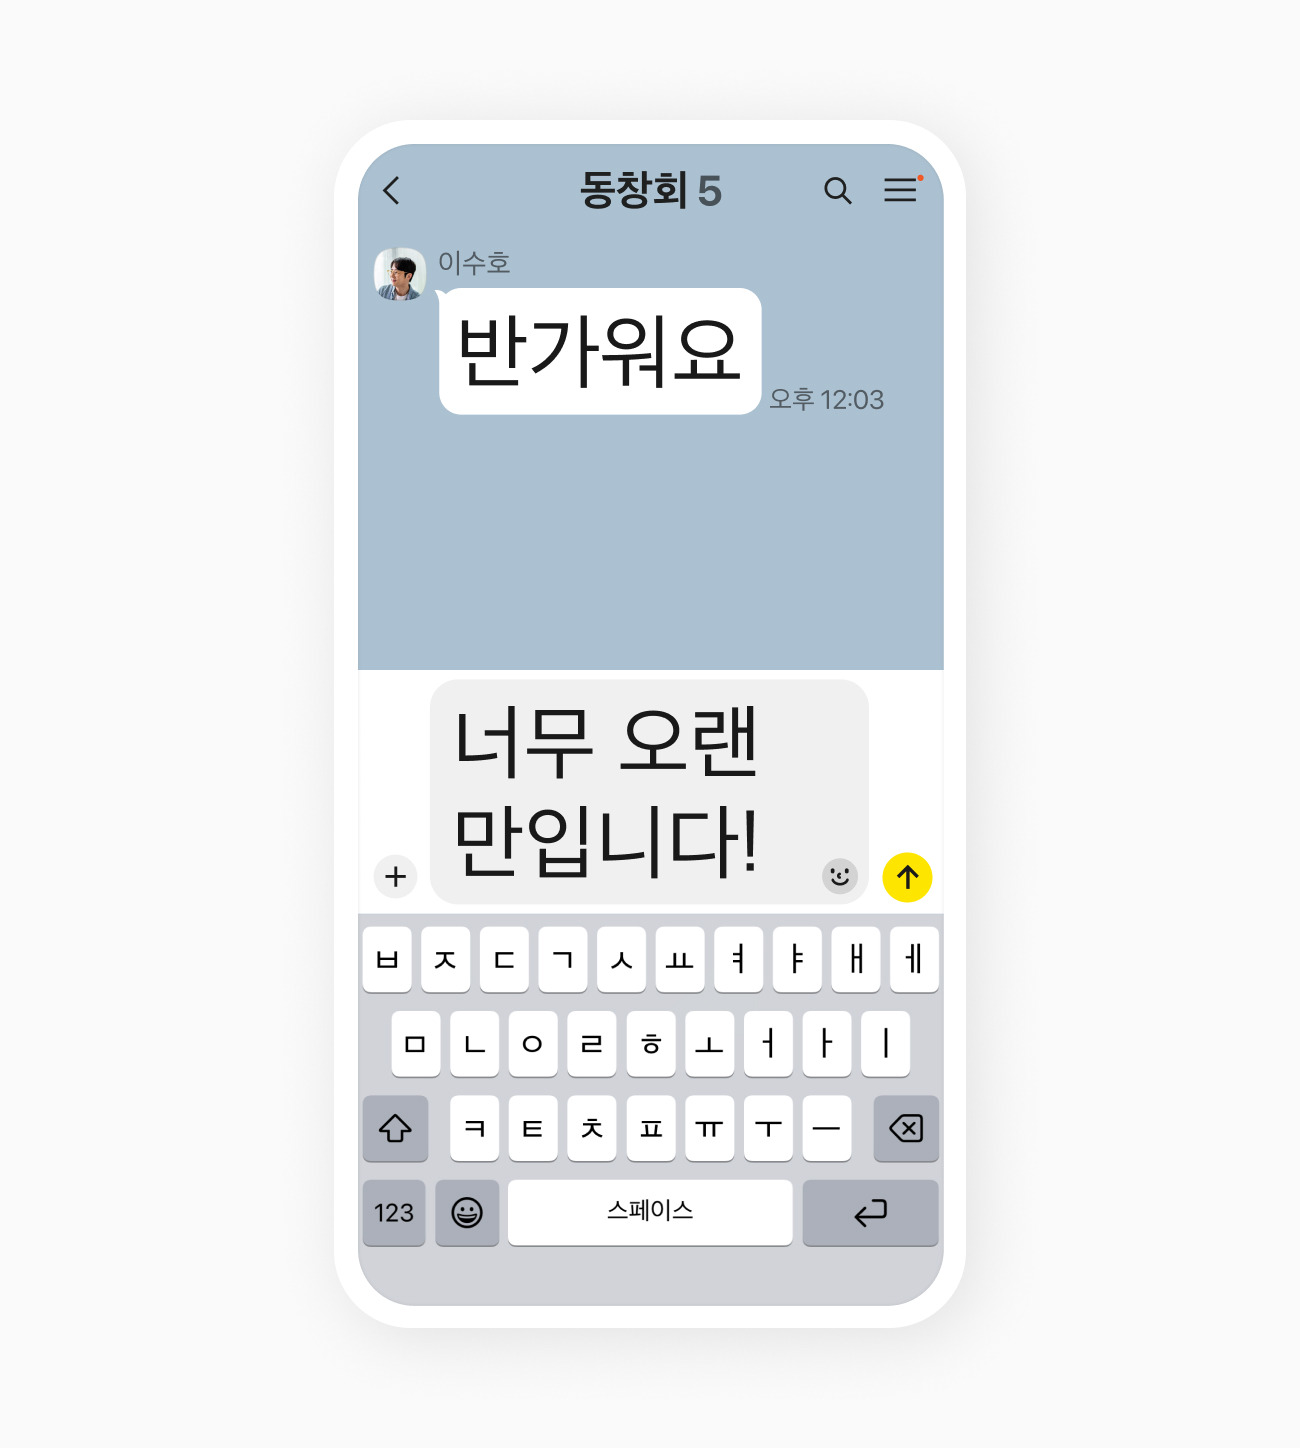 동창회 5
이수호
반가워요
오후 12:03
너무 오랜
만입니다!
ㅂ ㅈ ㄷ ㄱ ㅅ ㅛ ㅕ ㅑ ㅐ ㅔ
ㅁ ㄴ ㅇ ㄹ ㅎ ㅗ ㅓ ㅏ ㅣ
ㅋ ㅌ ㅊ ㅍ ㅠ ㅜ ㅡ
123 스페이스